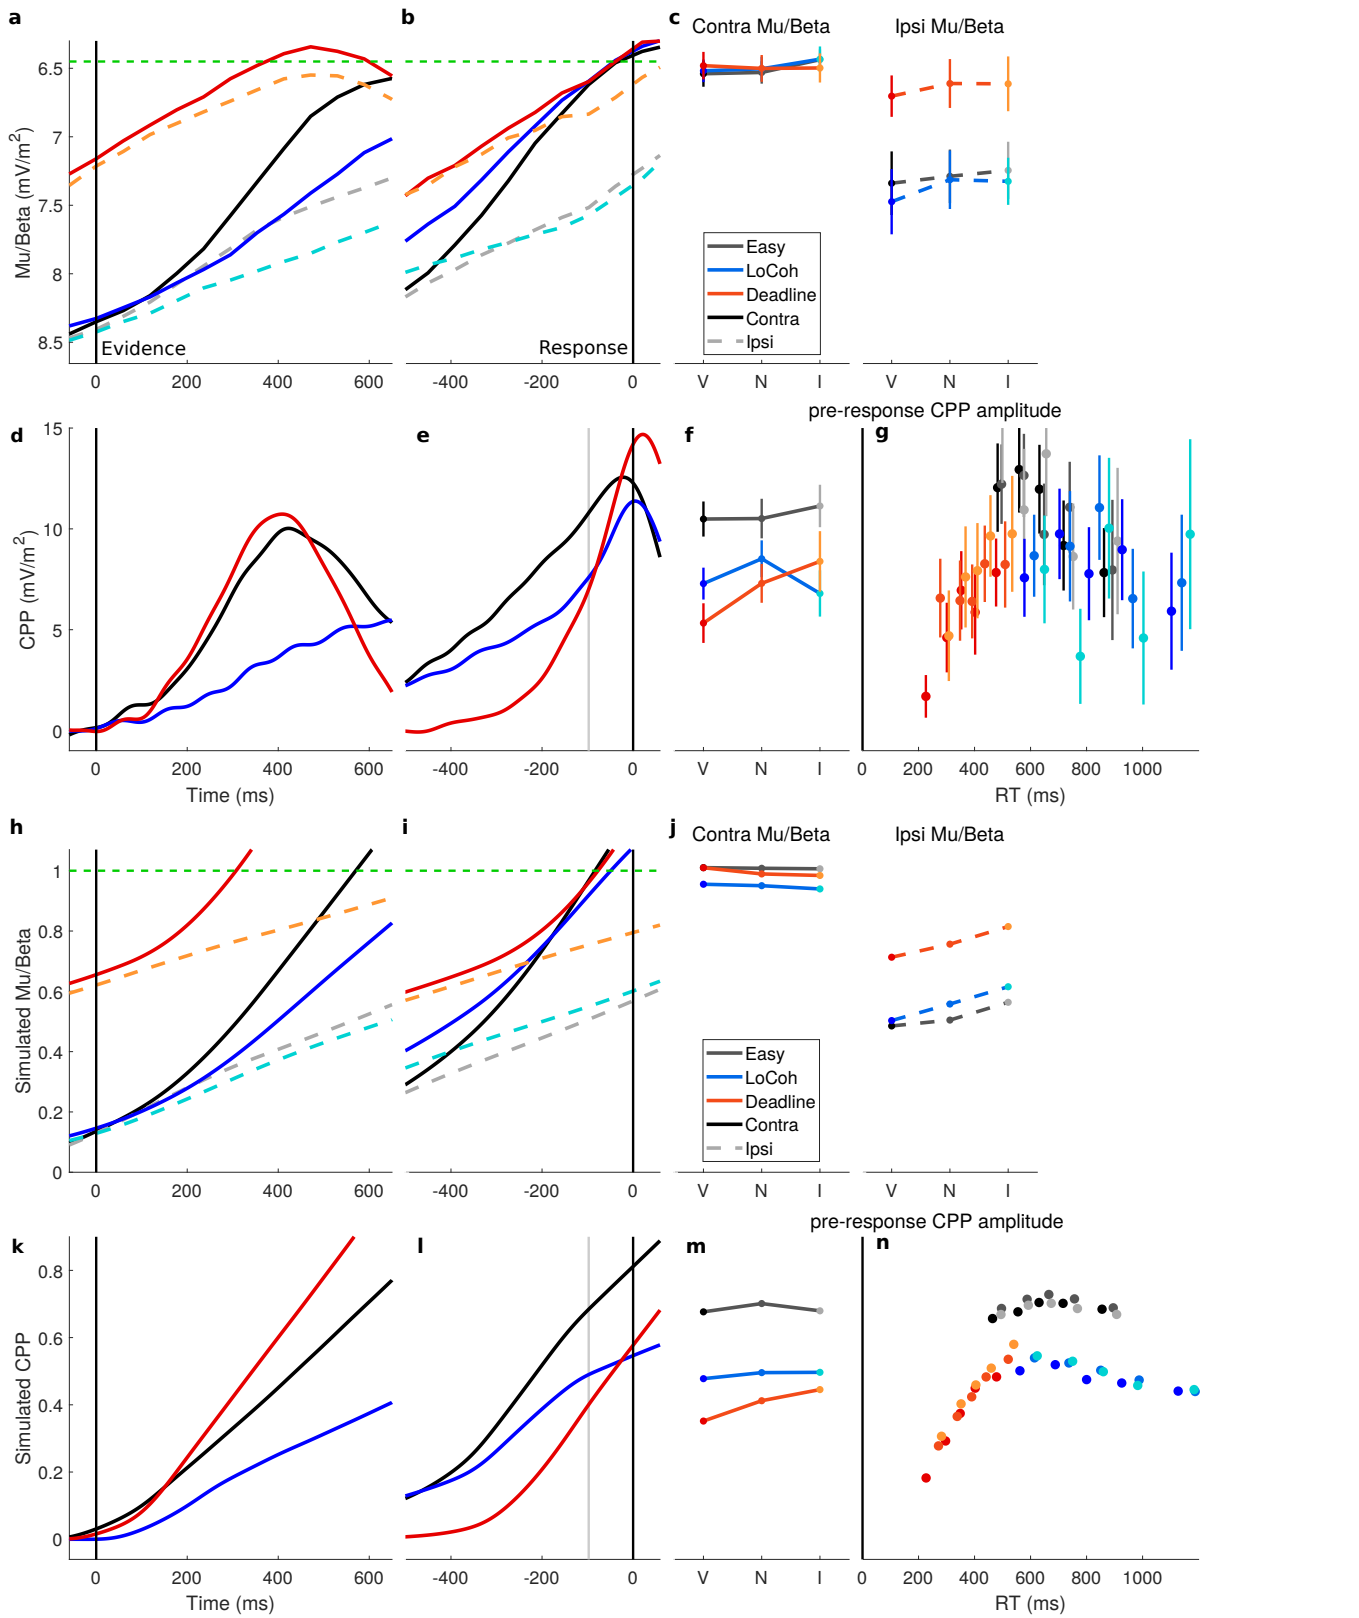 a
b
c
Contra Mu/Beta
Ipsi Mu/Beta
6.5
7
7.5
8
8.5
Mu/Beta (mV/m2)
Evidence
Response
Easy
LoCoh
Deadline
Contra
Ipsi
0 200 400 600
-400 -200 0
V N I
V N I
pre-response CPP amplitude
d
e
f
g
15
10
5
0
CPP (mV/m2)
0 200 400 600
-400 -200 0
V N I
0 200 400 600 800 1000
Time (ms)
RT (ms)
h
i
j
Contra Mu/Beta
Ipsi Mu/Beta
1
0.8
0.6
0.4
0.2
0
Simulated Mu/Beta
Easy
LoCoh
Deadline
Contra
Ipsi
0 200 400 600
-400 -200 0
V N I
V N I
pre-response CPP amplitude
k
l
m
n
0.8
0.6
0.4
0.2
0
Simulated CPP
0 200 400 600
-400 -200 0
V N I
0 200 400 600 800 1000
Time (ms)
RT (ms)